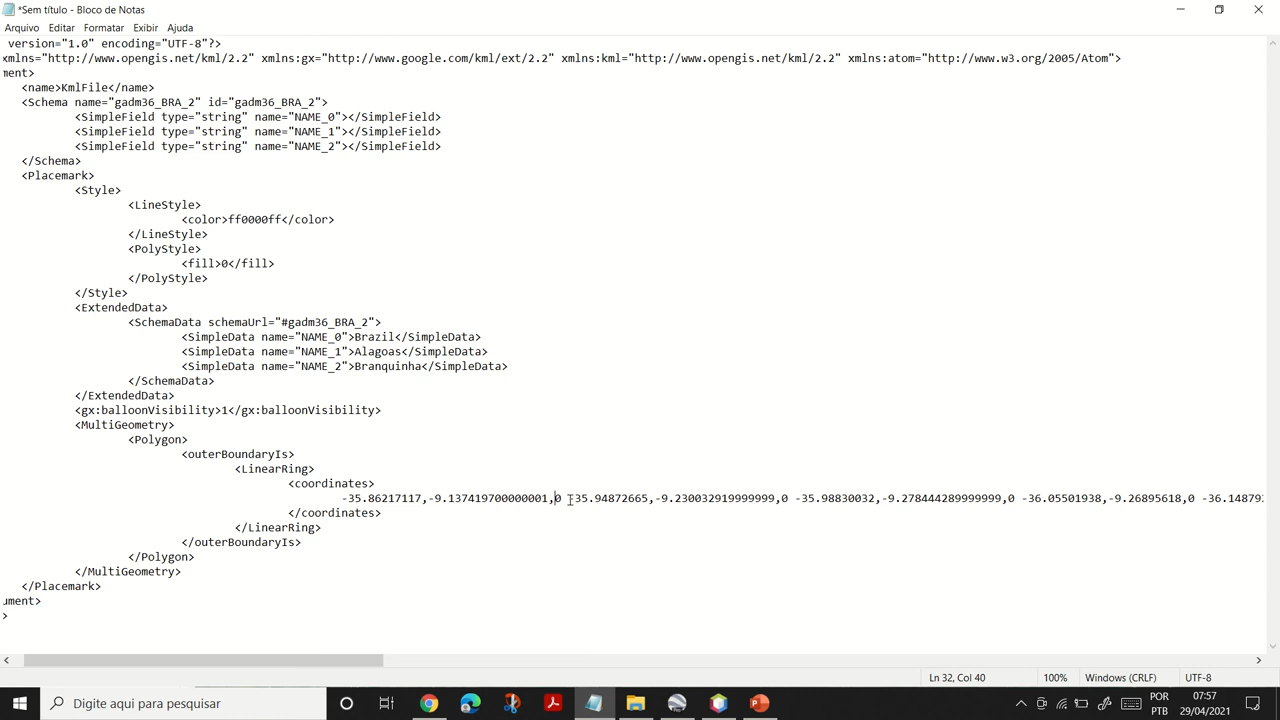 *Sem título - Bloco de Notas
Arquivo Editar Formatar Exibir Ajuda
version="1.0" encoding="UTF-8"?>
xmlns="http://www.opengis.net/kml/2.2" xmlns:gx="http://www.google.com/kml/ext/2.2" xmlns:kml="http://www.opengis.net/kml/2.2" xmlns:atom="http://www.w3.org/2005/Atom">
ment>
<name>KmlFile</name>
<Schema name="gadm36_BRA_2" id="gadm36_BRA_2">
<SimpleField type="string" name="NAME_0"></SimpleField>
<SimpleField type="string" name="NAME_1"></SimpleField>
<SimpleField type="string" name="NAME_2"></SimpleField>
</Schema>
<Placemark>
<Style>
<LineStyle>
<color>ff0000ff</color>
</LineStyle>
<PolyStyle>
<fill>0</fill>
</PolyStyle>
</Style>
<ExtendedData>
<SchemaData schemaUrl="#gadm36_BRA_2">
<SimpleData name="NAME_0">Brazil</SimpleData>
<SimpleData name="NAME_1">Alagoas</SimpleData>
<SimpleData name="NAME_2">Branquinha</SimpleData>
</SchemaData>
</ExtendedData>
<gx:balloonVisibility>1</gx:balloonVisibility>
<MultiGeometry>
<Polygon>
<outerBoundaryIs>
<LinearRing>
<coordinates>
-35.86217117,-9.137419700000001,0 -35.94872665,-9.230032919999999,0 -35.98830032,-9.278444289999999,0 -36.05501938,-9.26895618,0 -36.148793
</coordinates>
</LinearRing>
</outerBoundaryIs>
</Polygon>
</MultiGeometry>
</Placemark>
ument>
>
Ln 32, Col 40 100% Windows (CRLF) UTF-8
Digite aqui para pesquisar
POR 07:57
PTB 29/04/2021